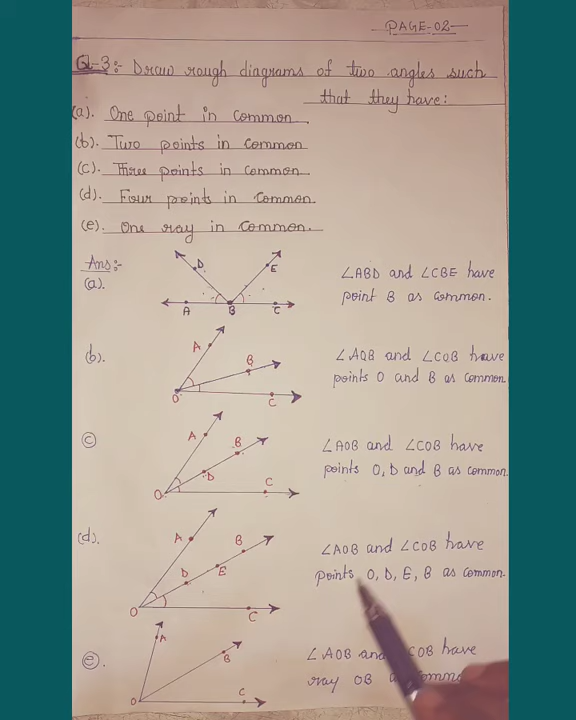 PAGE-02
Q-3:- Draw rough diagrams of two angles such
that they have:
(a). One point in common.
(b). Two points in common
(c). Three points in common.
(d). Four points in common.
(e). One ray in common.
Ans:-
(a).
D E
A B C
∠ABD and ∠CBE have
point B as common.
(b).
A B
O C
∠AOB and ∠COB have
points O and B as common.
(c)
A B
D
O C
∠AOB and ∠COB have
points O, D and B as common.
(d).
A B
D E
O C
∠AOB and ∠COB have
points O, D, E, B as common.
(e).
A
B
O C
∠AOB and COB have
ray OB